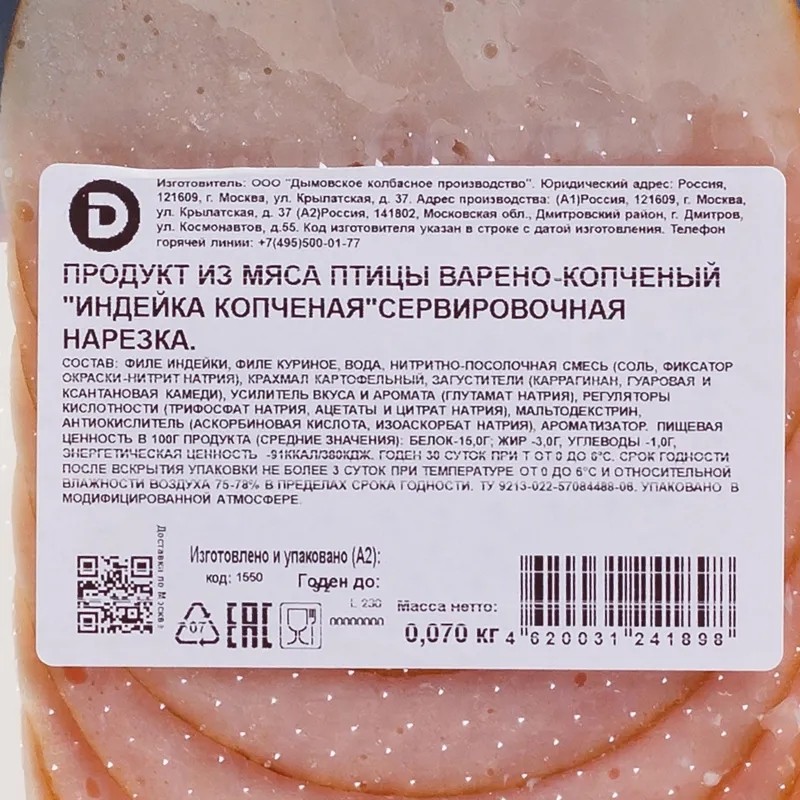 D
Изготовитель: ООО "Дымовское колбасное производство". Юридический адрес: Россия,
121609, г. Москва, ул. Крылатская, д. 37. Адрес производства: (А1)Россия, 121609, г. Москва,
ул. Крылатская, д. 37 (А2)Россия, 141802, Московская обл., Дмитровский район, г. Дмитров,
ул. Космонавтов, д.55. Код изготовителя указан в строке с датой изготовления. Телефон
горячей линии: +7(495)500-01-77
ПРОДУКТ ИЗ МЯСА ПТИЦЫ ВАРЕНО-КОПЧЕНЫЙ
"ИНДЕЙКА КОПЧЕНАЯ"СЕРВИРОВОЧНАЯ
НАРЕЗКА.
СОСТАВ: ФИЛЕ ИНДЕЙКИ, ФИЛЕ КУРИНОЕ, ВОДА, НИТРИТНО-ПОСОЛОЧНАЯ СМЕСЬ (СОЛЬ, ФИКСАТОР
ОКРАСКИ-НИТРИТ НАТРИЯ), КРАХМАЛ КАРТОФЕЛЬНЫЙ, ЗАГУСТИТЕЛИ (КАРРАГИНАН, ГУАРОВАЯ И
КСАНТАНОВАЯ КАМЕДИ), УСИЛИТЕЛЬ ВКУСА И АРОМАТА (ГЛУТАМАТ НАТРИЯ), РЕГУЛЯТОРЫ
КИСЛОТНОСТИ (ТРИФОСФАТ НАТРИЯ, АЦЕТАТЫ И ЦИТРАТ НАТРИЯ), МАЛЬТОДЕКСТРИН,
АНТИОКИСЛИТЕЛЬ (АСКОРБИНОВАЯ КИСЛОТА, ИЗОАСКОРБАТ НАТРИЯ), АРОМАТИЗАТОР. ПИЩЕВАЯ
ЦЕННОСТЬ В 100Г ПРОДУКТА (СРЕДНИЕ ЗНАЧЕНИЯ): БЕЛОК-15,0Г; ЖИР -3,0Г, УГЛЕВОДЫ -1,0Г,
ЭНЕРГЕТИЧЕСКАЯ ЦЕННОСТЬ -91ККАЛ/380КДЖ. ГОДЕН 30 СУТОК ПРИ Т ОТ 0 ДО 6°С. СРОК ГОДНОСТИ
ПОСЛЕ ВСКРЫТИЯ УПАКОВКИ НЕ БОЛЕЕ 3 СУТОК ПРИ ТЕМПЕРАТУРЕ ОТ 0 ДО 6°С И ОТНОСИТЕЛЬНОЙ
ВЛАЖНОСТИ ВОЗДУХА 75-78% В ПРЕДЕЛАХ СРОКА ГОДНОСТИ. ТУ 9213-022-57084488-06. УПАКОВАНО В
МОДИФИЦИРОВАННОЙ АТМОСФЕРЕ.
Доставка по Москве
Изготовлено и упаковано (А2):
код: 1550
Годен до:
07
EAC
L 230
00000000
Масса нетто:
0,070 кг
4 620031 241898